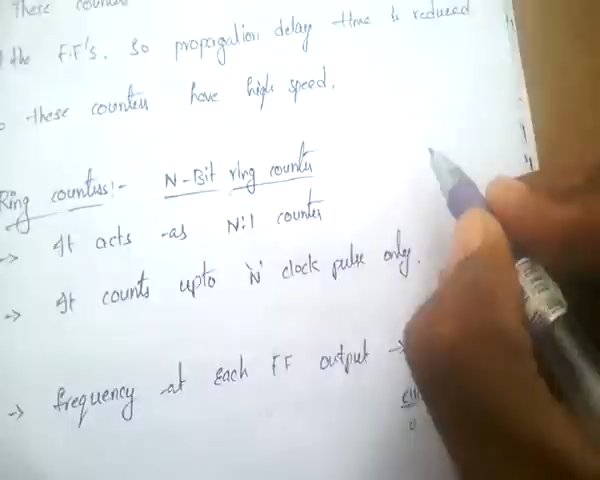 These counters
the F.F's. So propagation delay time is reduced
these counters have high speed.
Ring counters:- N-Bit ring counter
-> It acts -as N:1 counter
-> It counts upto 'N' clock pulse only.
-> frequency at each FF output ->